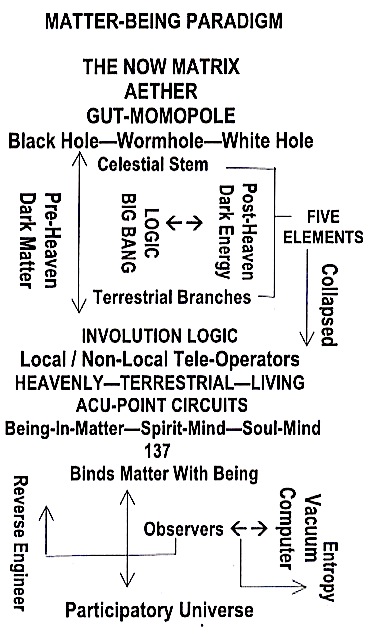 MATTER-BEING PARADIGM
THE NOW MATRIX
AETHER
GUT-MOMOPOLE
Black Hole—Wormhole—White Hole
Celestial Stem
Pre-Heaven
Dark Matter
LOGIC
BIG BANG
Post-Heaven
Dark Energy
FIVE
ELEMENTS
Collapsed
Terrestrial Branches
INVOLUTION LOGIC
Local / Non-Local Tele-Operators
HEAVENLY—TERRESTRIAL—LIVING
ACU-POINT CIRCUITS
Being-In-Matter—Spirit-Mind—Soul-Mind
137
Binds Matter With Being
Reverse Engineer
Observers
Entropy
Vacuum
Computer
Participatory Universe